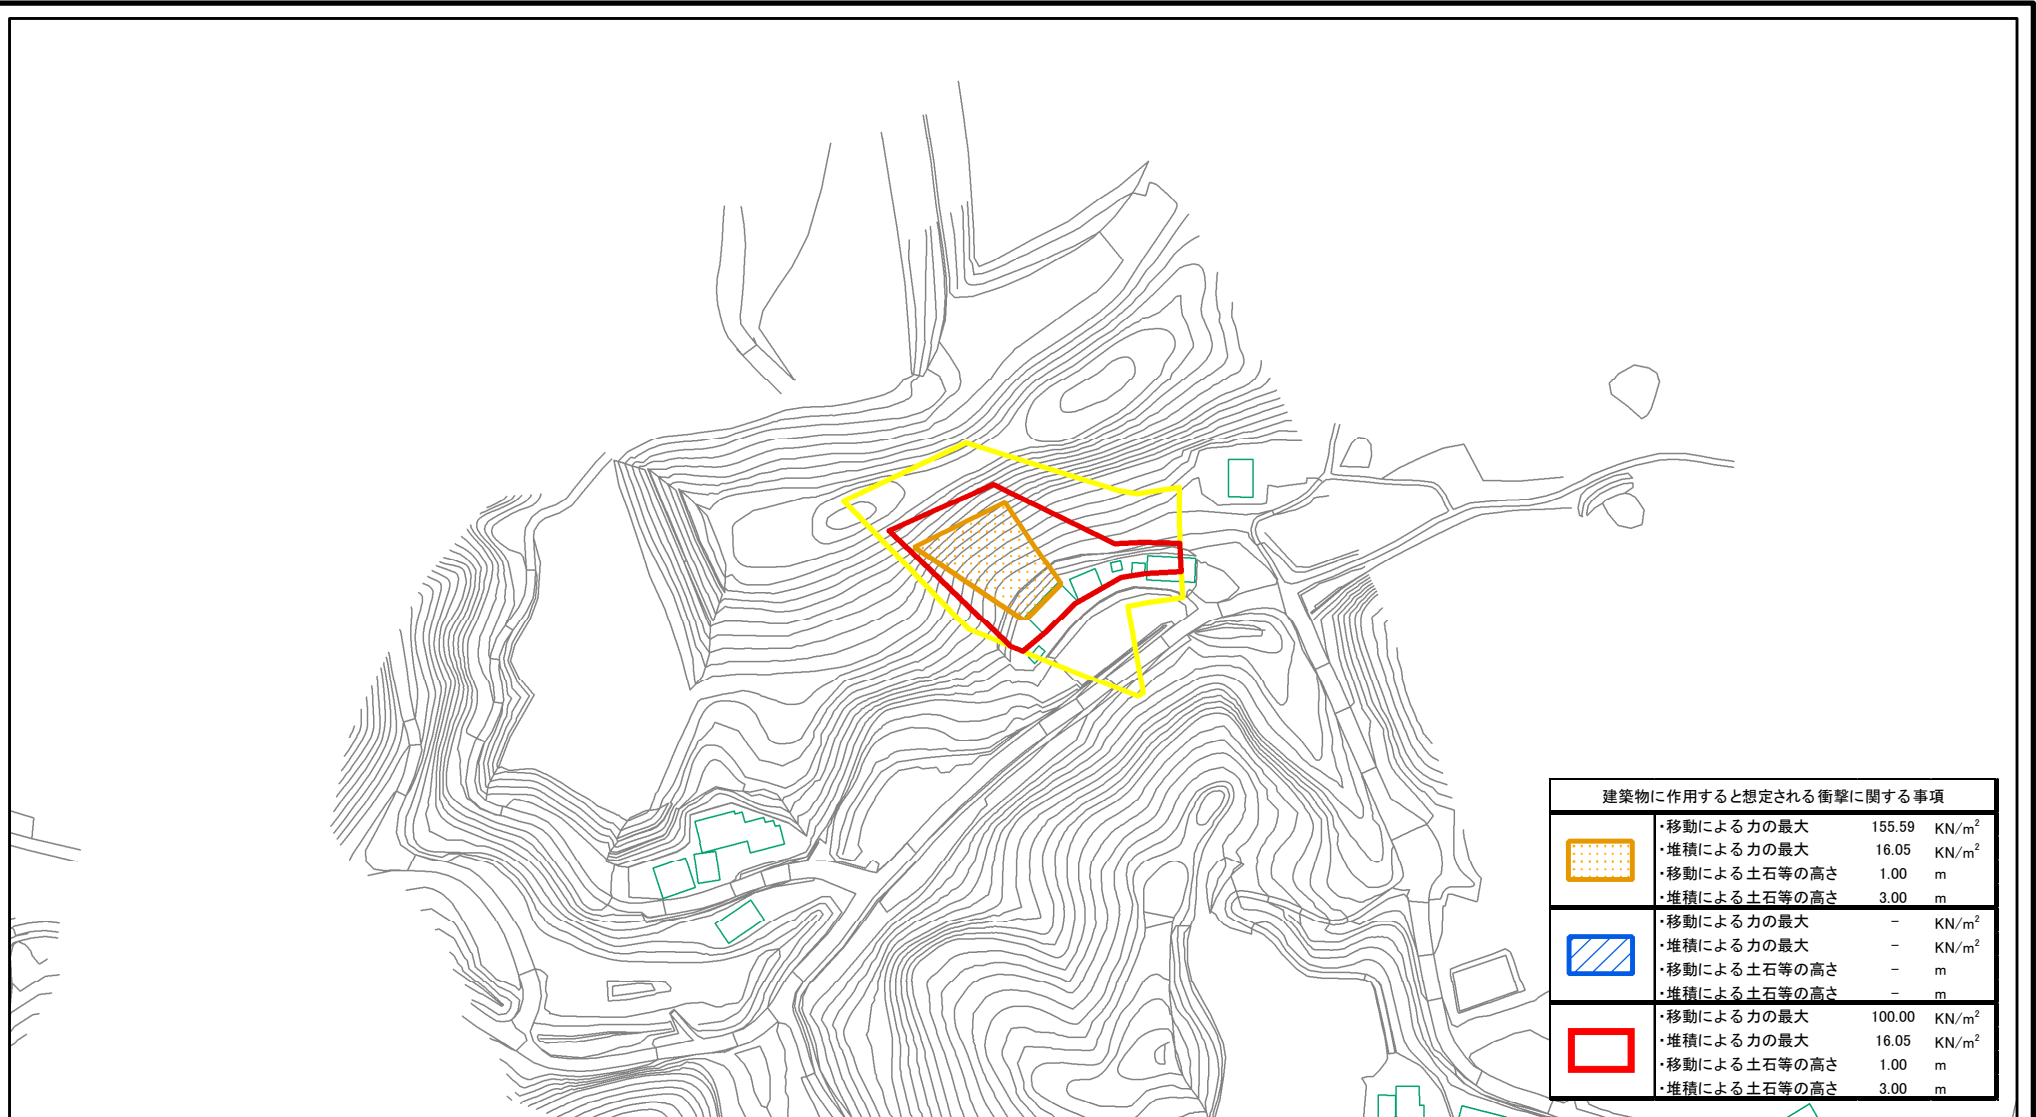 建築物に作用すると想定される衝撃に関する事項
・移動による力の最大 155.59 KN/m²
・堆積による力の最大 16.05 KN/m²
・移動による土石等の高さ 1.00 m
・堆積による土石等の高さ 3.00 m
・移動による力の最大 － KN/m²
・堆積による力の最大 － KN/m²
・移動による土石等の高さ － m
・堆積による土石等の高さ － m
・移動による力の最大 100.00 KN/m²
・堆積による力の最大 16.05 KN/m²
・移動による土石等の高さ 1.00 m
・堆積による土石等の高さ 3.00 m